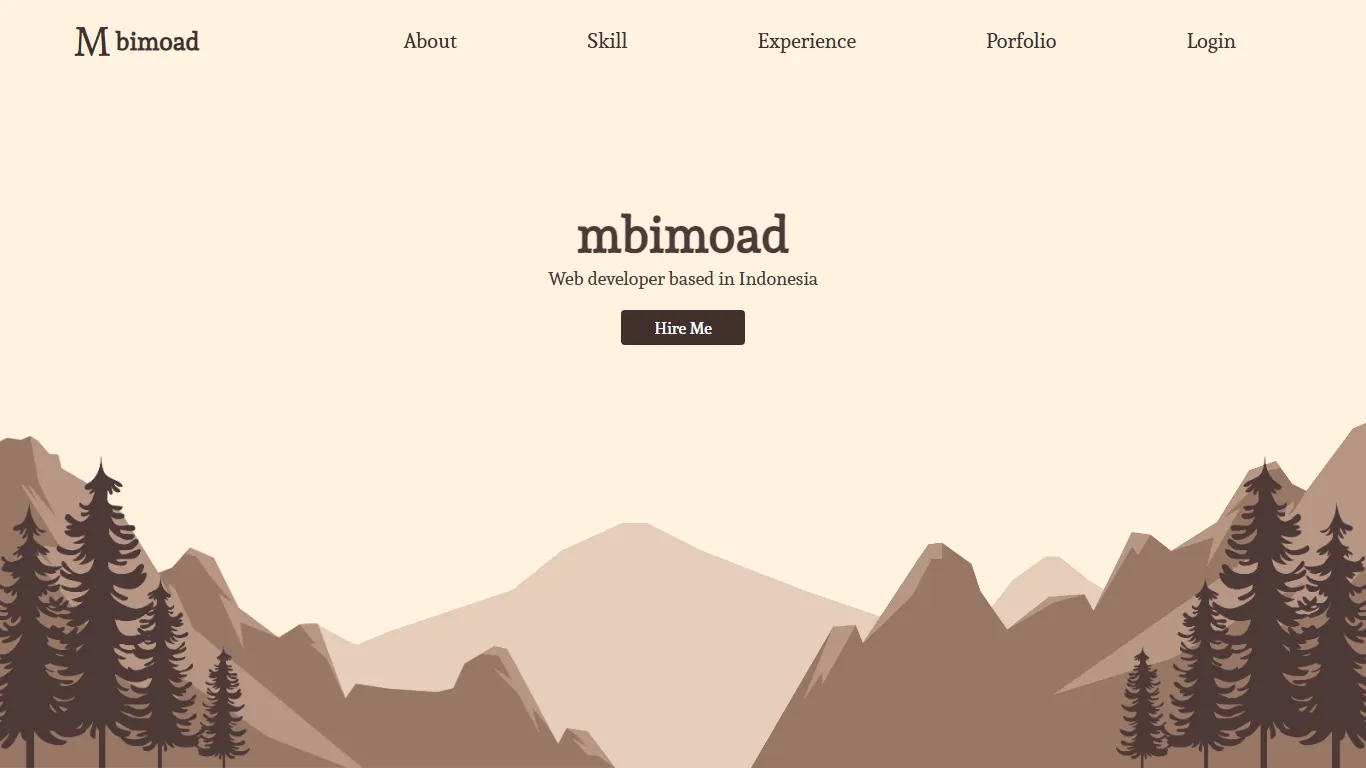 M bimoad
About
Skill
Experience
Porfolio
Login
mbimoad
Web developer based in Indonesia
Hire Me